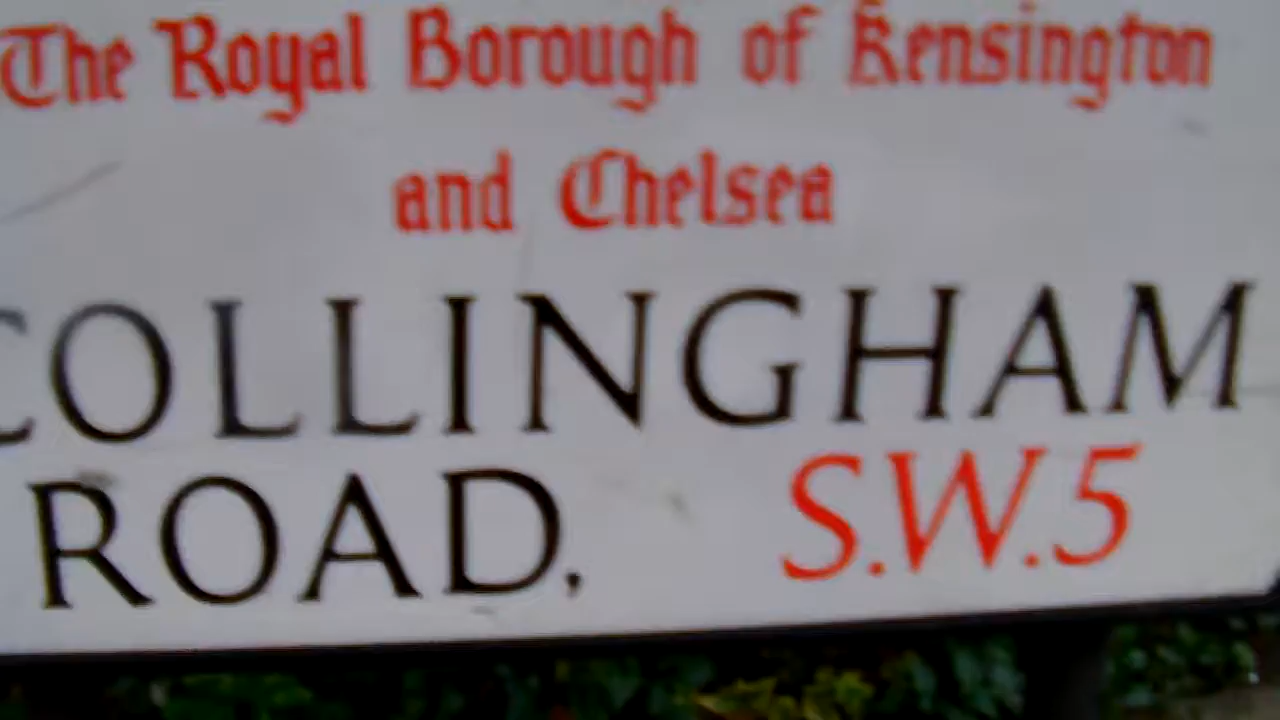 The Royal Borough of Kensington
and Chelsea
COLLINGHAM
ROAD, S.W.5